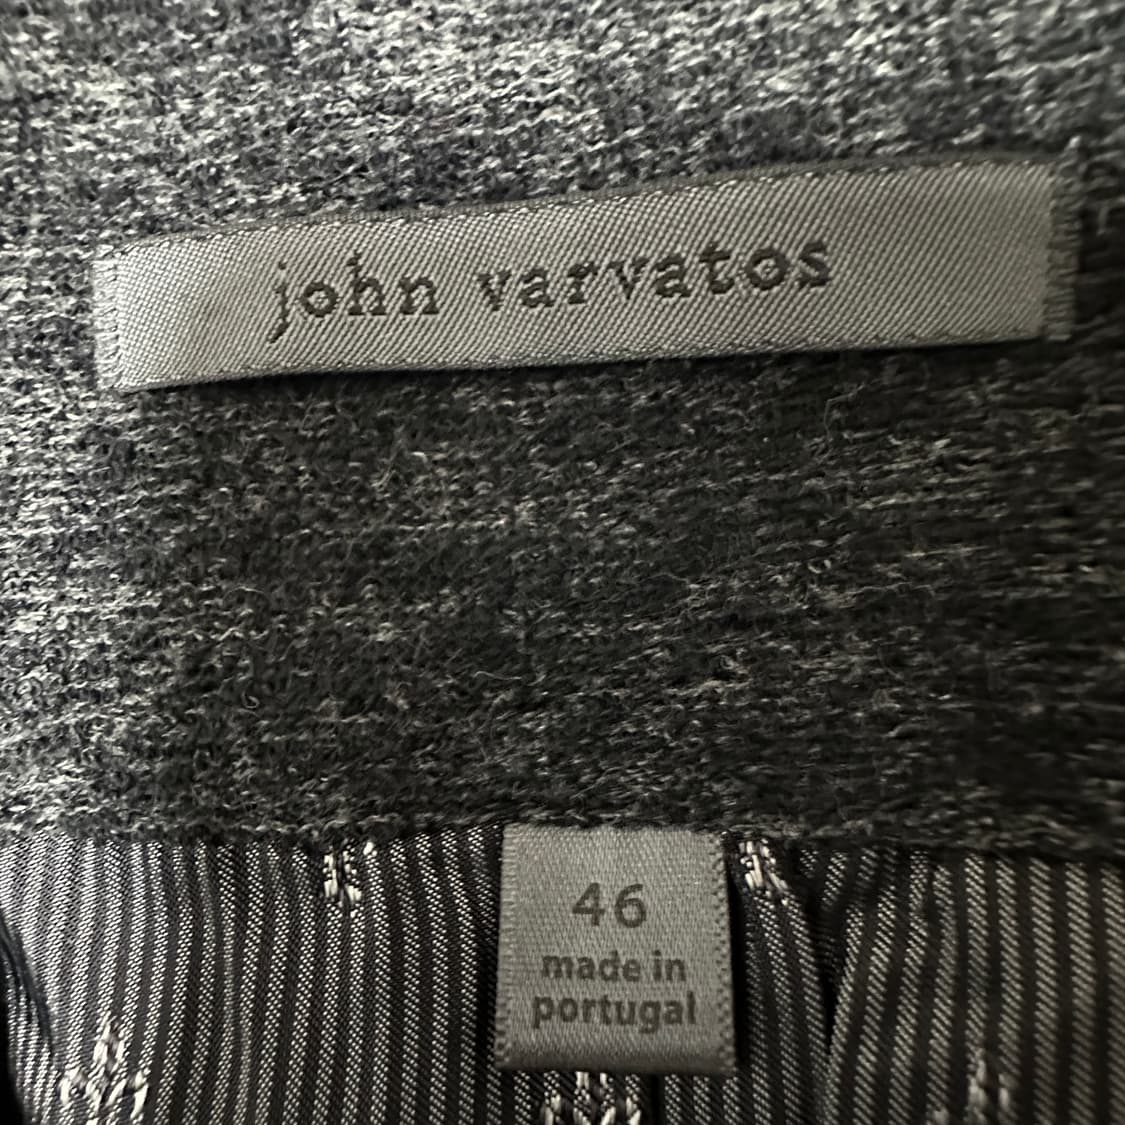 john varvatos
46
made in
portugal